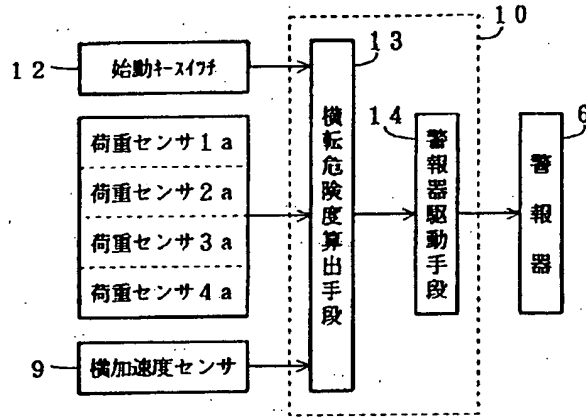 10
13
12
始動キースイッチ
14
6
荷重センサ1a
荷重センサ2a
荷重センサ3a
荷重センサ4a
横転危険度算出手段
警報器駆動手段
警報器
9
横加速度センサ